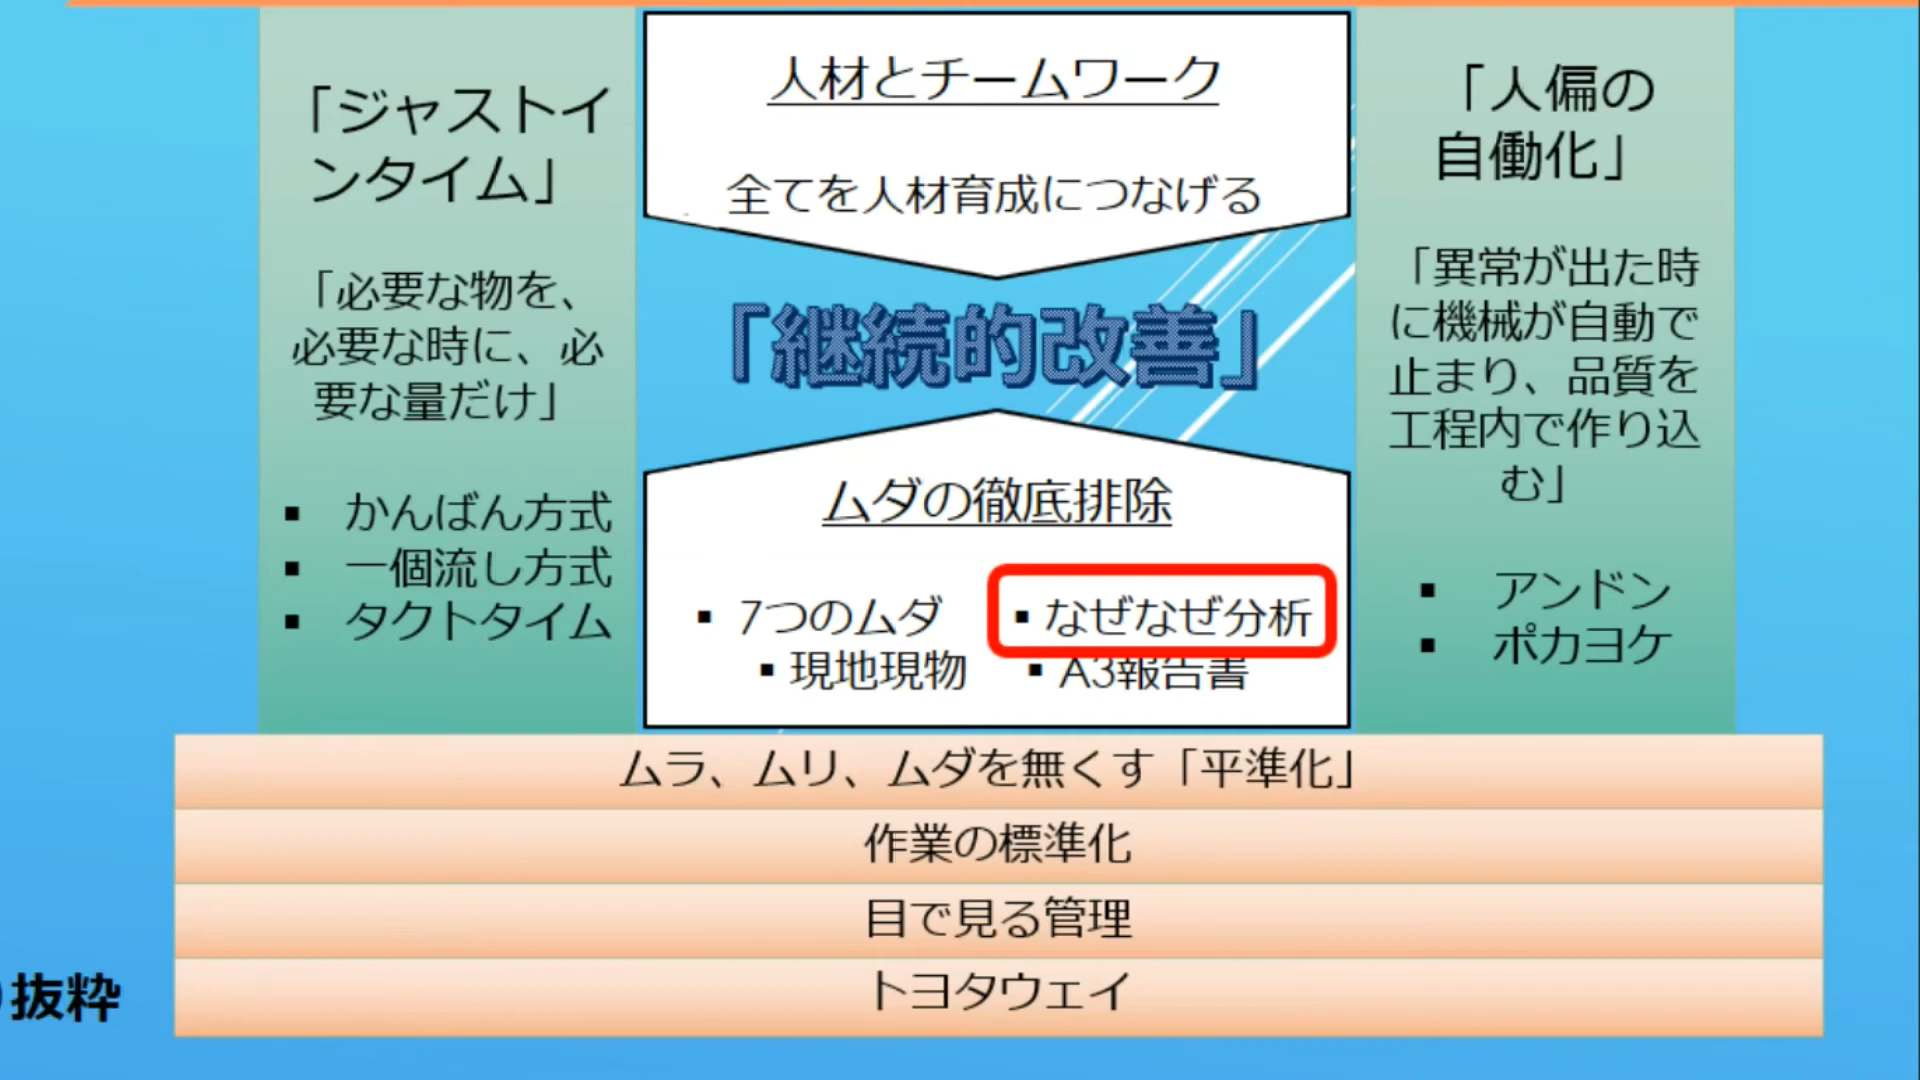 「ジャストイ
ンタイム」
「必要な物を、
必要な時に、必
要な量だけ」
▪ かんばん方式
▪ 一個流し方式
▪ タクトタイム
人材とチームワーク
全てを人材育成につなげる
「継続的改善」
ムダの徹底排除
▪ 7つのムダ ▪ なぜなぜ分析
▪ 現地現物 ▪ A3報告書
「人偏の
自働化」
「異常が出た時
に機械が自動で
止まり、品質を
工程内で作り込
む」
▪ アンドン
▪ ポカヨケ
ムラ、ムリ、ムダを無くす「平準化」
作業の標準化
目で見る管理
トヨタウェイ
抜粋